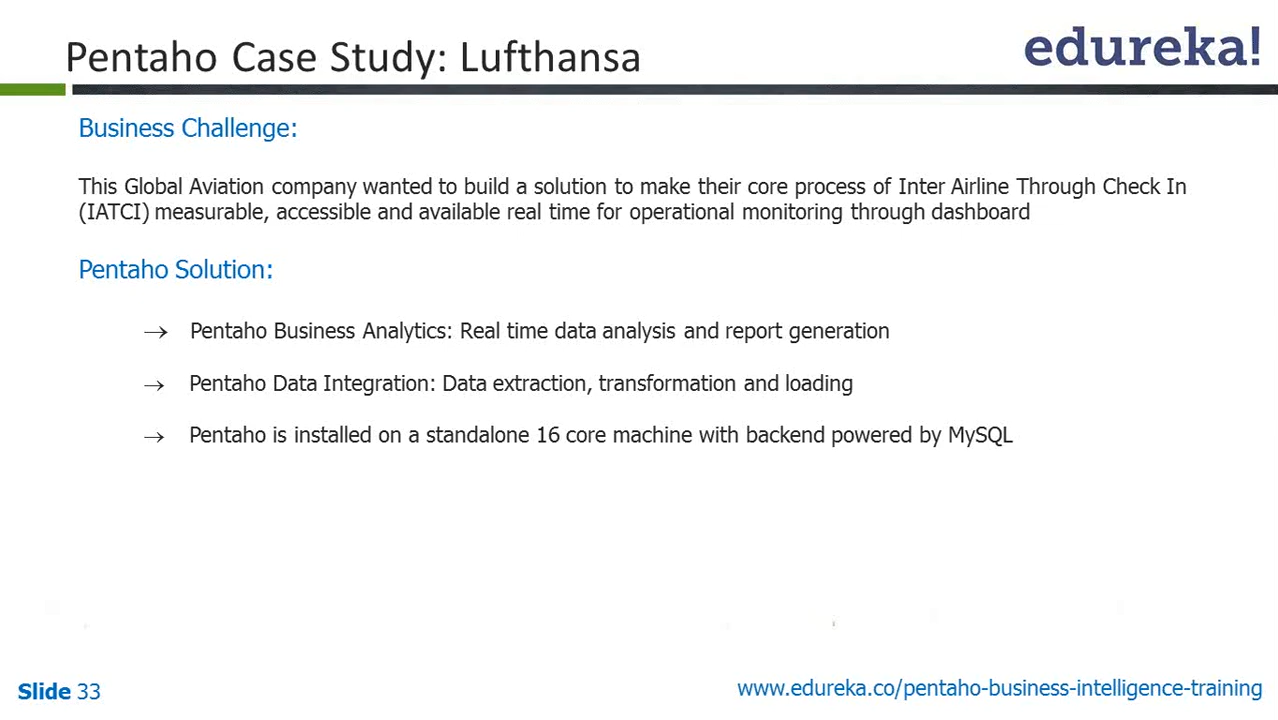 Pentaho Case Study: Lufthansa
edureka!
Business Challenge:
This Global Aviation company wanted to build a solution to make their core process of Inter Airline Through Check In
(IATCI) measurable, accessible and available real time for operational monitoring through dashboard
Pentaho Solution:
→ Pentaho Business Analytics: Real time data analysis and report generation
→ Pentaho Data Integration: Data extraction, transformation and loading
→ Pentaho is installed on a standalone 16 core machine with backend powered by MySQL
Slide 33
www.edureka.co/pentaho-business-intelligence-training